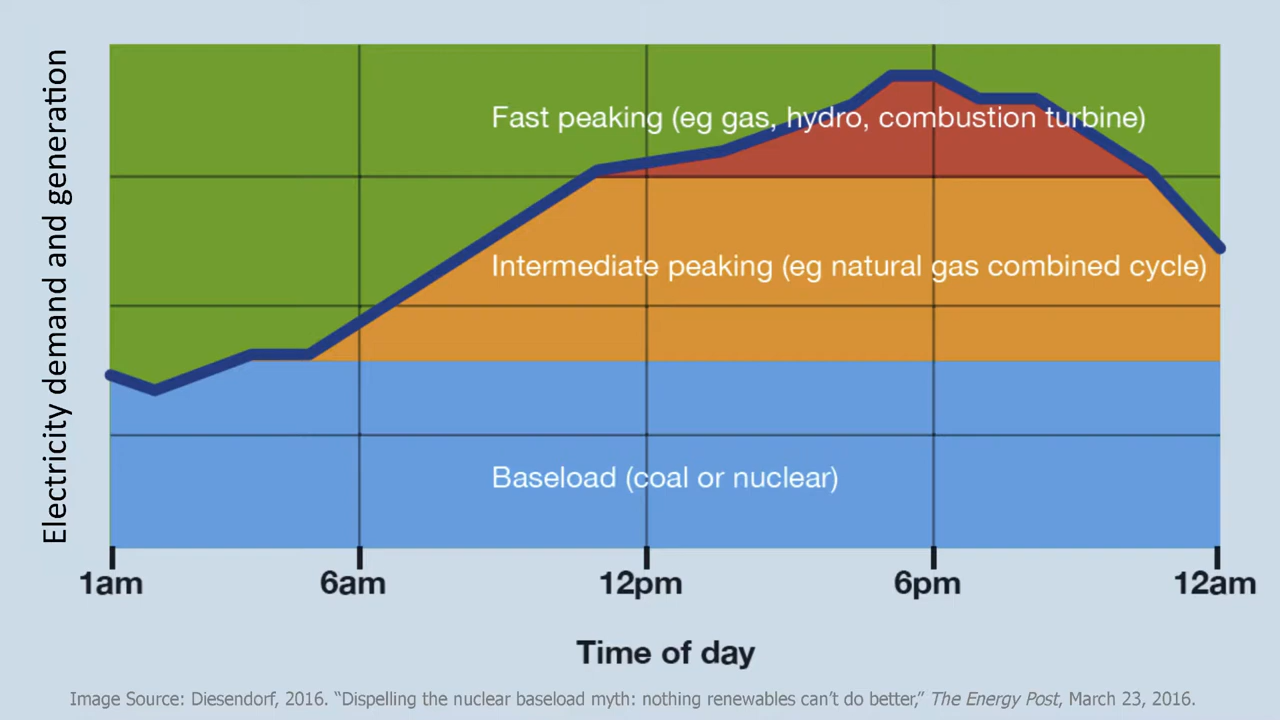 Electricity demand and generation
Fast peaking (eg gas, hydro, combustion turbine)
Intermediate peaking (eg natural gas combined cycle)
Baseload (coal or nuclear)
1am 6am 12pm 6pm 12am
Time of day
Image Source: Diesendorf, 2016. “Dispelling the nuclear baseload myth: nothing renewables can’t do better,” The Energy Post, March 23, 2016.